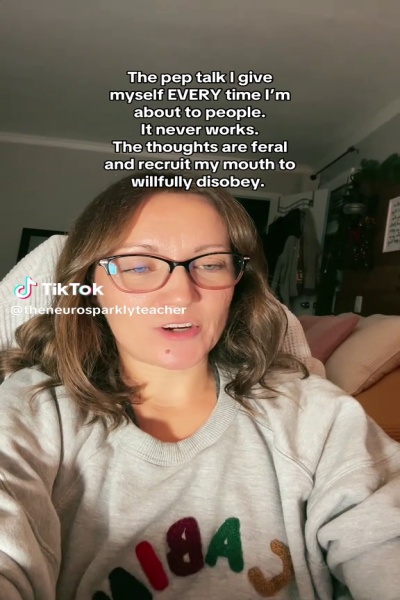 The pep talk I give
myself EVERY time I'm
about to people.
It never works.
The thoughts are feral
and recruit my mouth to
willfully disobey.
TikTok
@theneurosparklyteacher